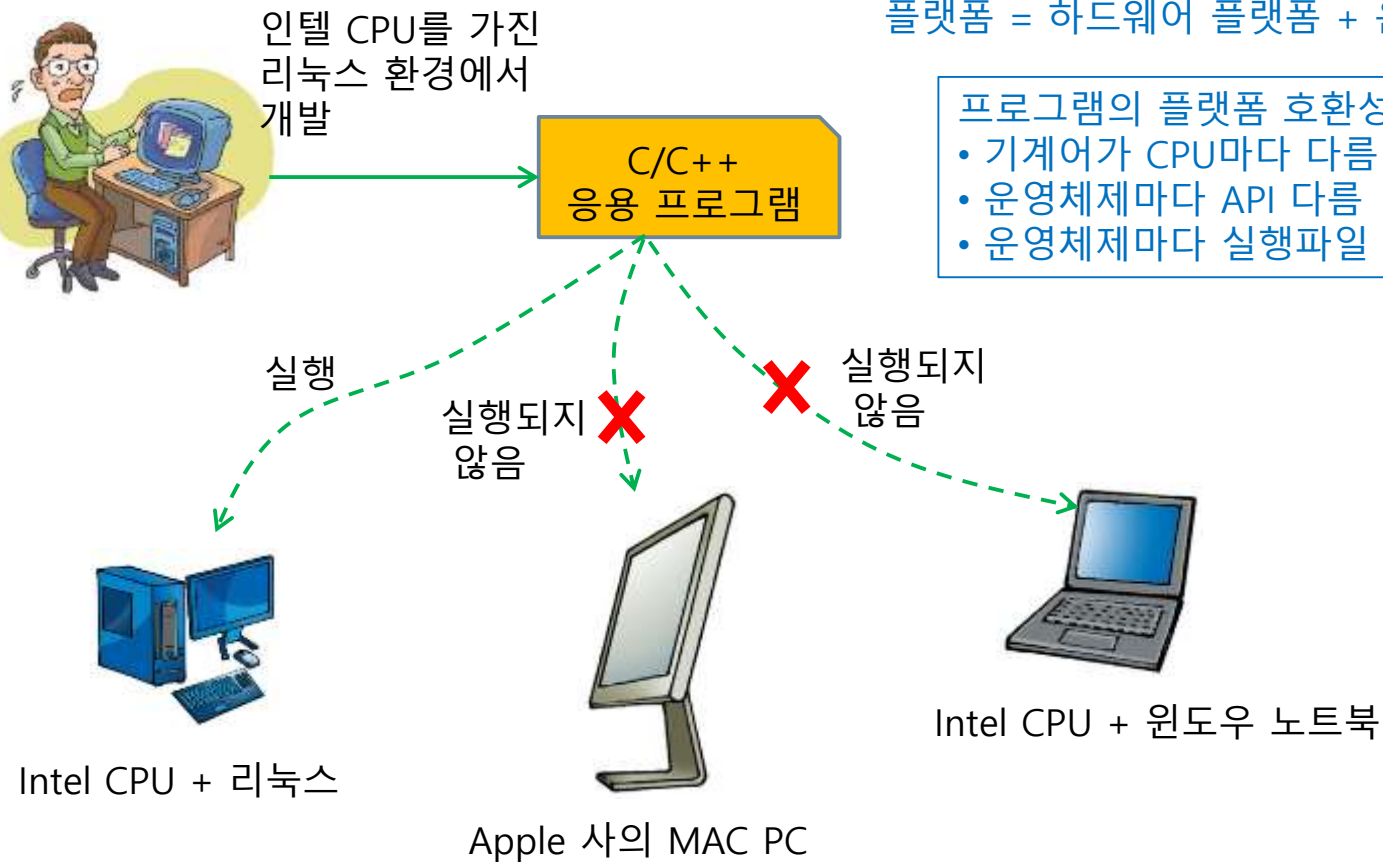 인텔 CPU를 가진
리눅스 환경에서
개발
플랫폼 = 하드웨어 플랫폼 +
프로그램의 플랫폼 호환성
• 기계어가 CPU마다 다름
• 운영체제마다 API 다름
• 운영체제마다 실행파일
C/C++
응용 프로그램
실행
실행되지
않음
실행되지
않음
Intel CPU + 리눅스
Apple 사의 MAC PC
Intel CPU + 윈도우 노트북